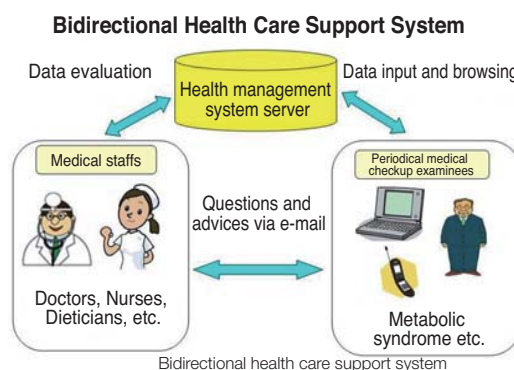 Bidirectional Health Care Support System
Data evaluation
Health management
system server
Data input and browsing
Medical staffs
Periodical medical
checkup examinees
Questions and
advices via e-mail
Doctors, Nurses,
Dieticians, etc.
Metabolic
syndrome etc.
Bidirectional health care support system